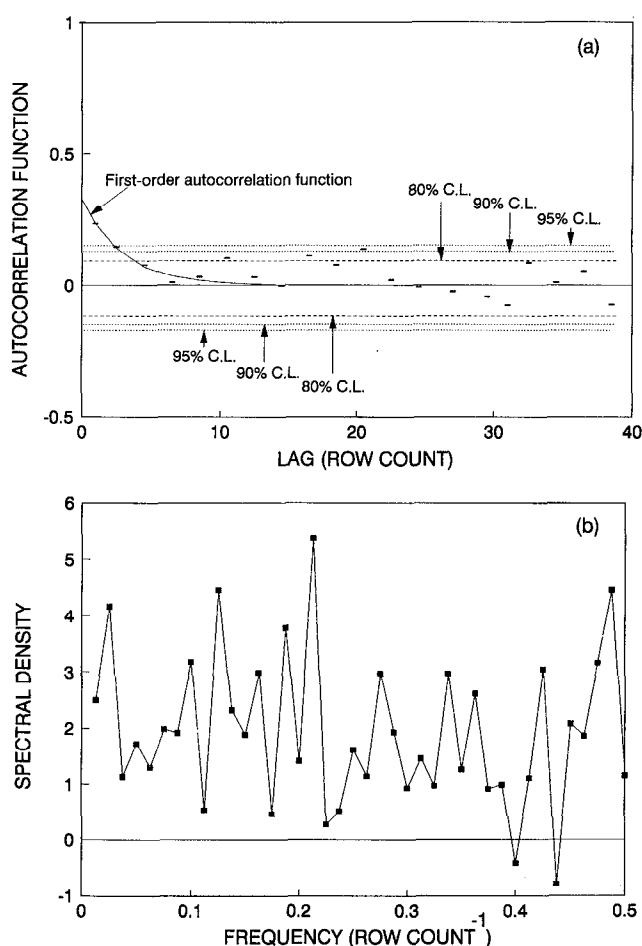 1
(a)
AUTOCORRELATION FUNCTION
First-order autocorrelation function
0.5
80% C.L.
90% C.L.
95% C.L.
0
95% C.L.
90% C.L.
80% C.L.
-0.5
0 10 20 30 40
LAG (ROW COUNT)
6
(b)
5
4
SPECTRAL DENSITY
3
2
1
0
-1
0 0.1 0.2 0.3 0.4 0.5
FREQUENCY (ROW COUNT-1)